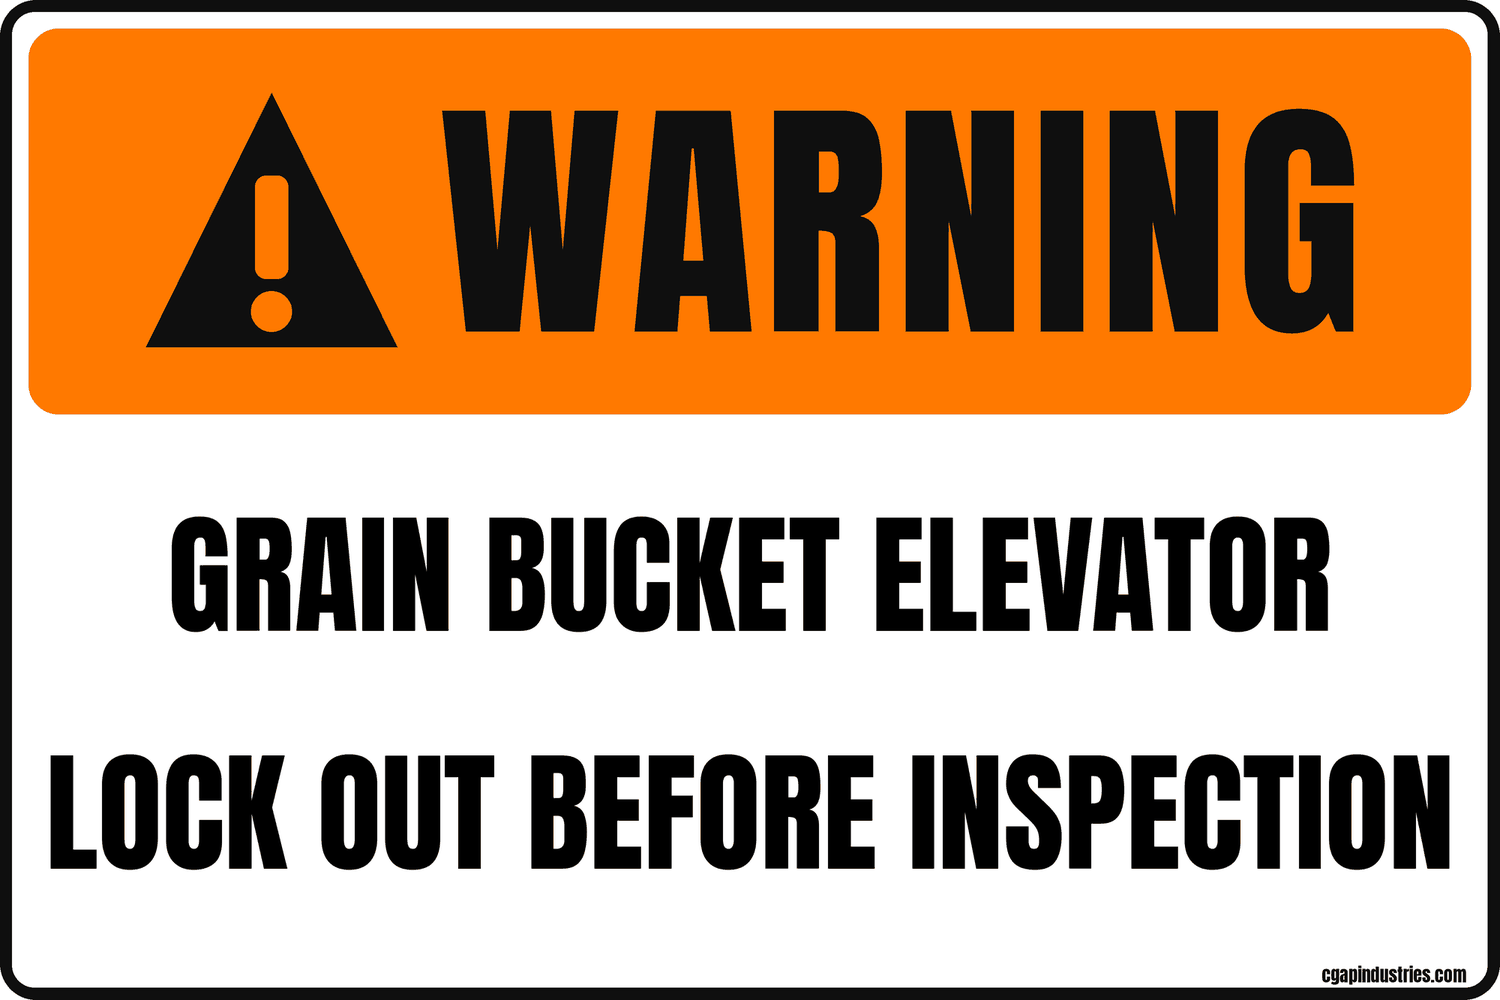 WARNING
GRAIN BUCKET ELEVATOR
LOCK OUT BEFORE INSPECTION
cgapindustries.com